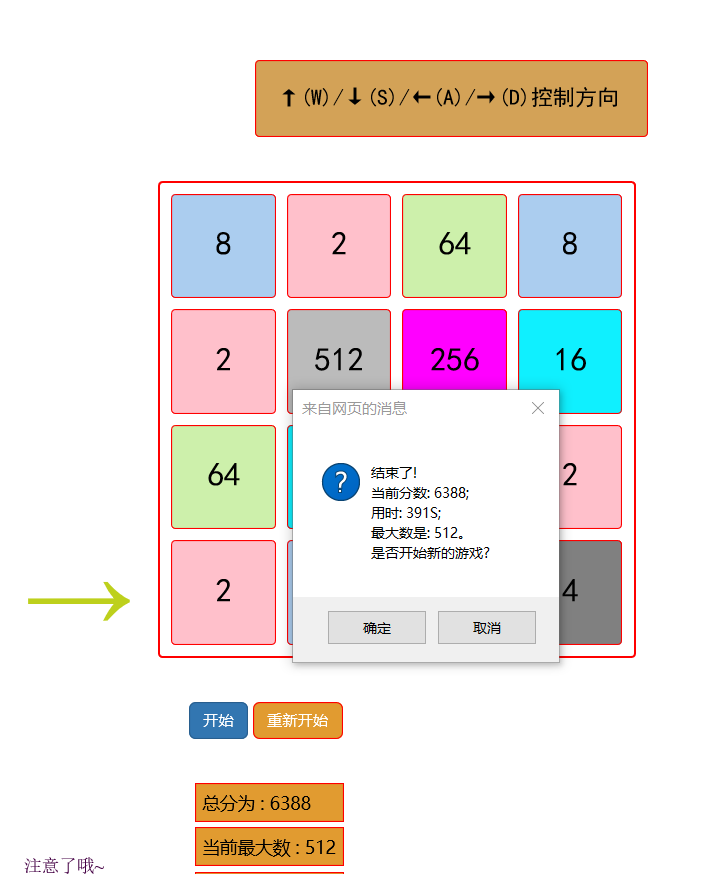 ↑(W)/↓(S)/←(A)/→(D)控制方向
8 2 64 8
2 512 256 16
来自网页的消息
64 2
结束了!
当前分数: 6388;
用时: 391S;
最大数是: 512。
是否开始新的游戏?
2 4
确定 取消
开始 重新开始
总分为 : 6388
当前最大数 : 512
注意了哦~